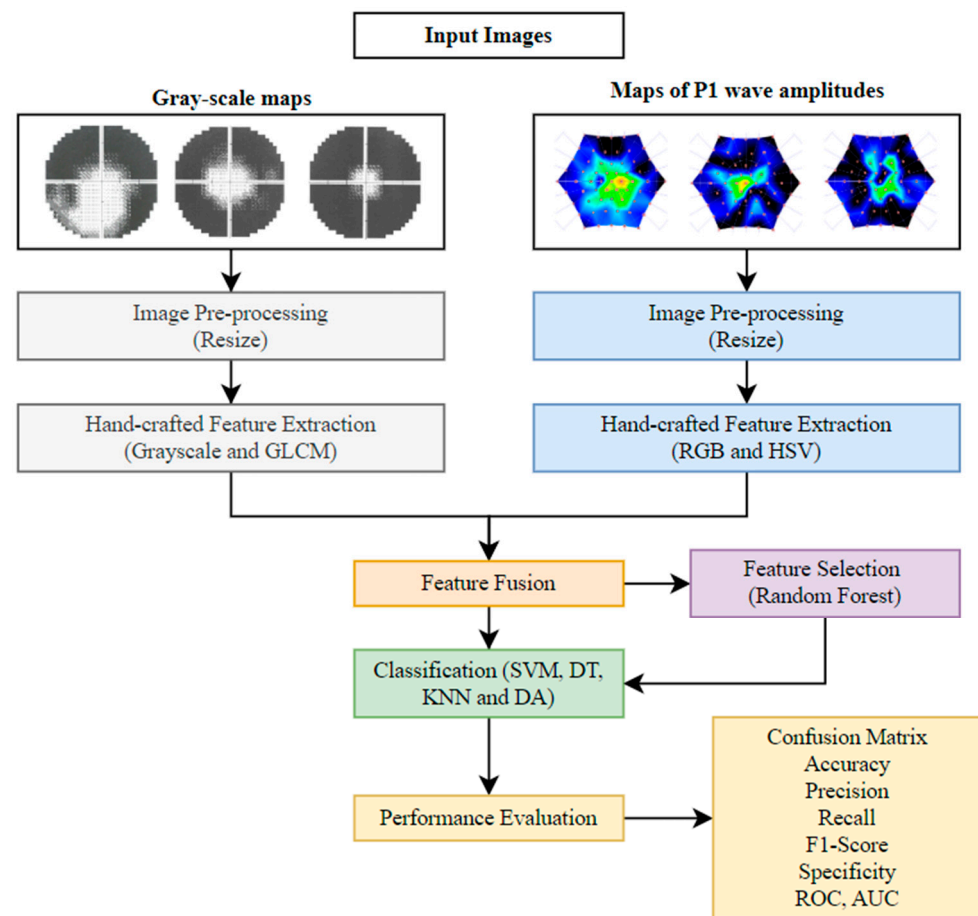 Input Images
Gray-scale maps
Maps of P1 wave amplitudes
Image Pre-processing
(Resize)
Image Pre-processing
(Resize)
Hand-crafted Feature Extraction
(Grayscale and GLCM)
Hand-crafted Feature Extraction
(RGB and HSV)
Feature Fusion
Feature Selection
(Random Forest)
Classification (SVM, DT,
KNN and DA)
Performance Evaluation
Confusion Matrix
Accuracy
Precision
Recall
F1-Score
Specificity
ROC, AUC